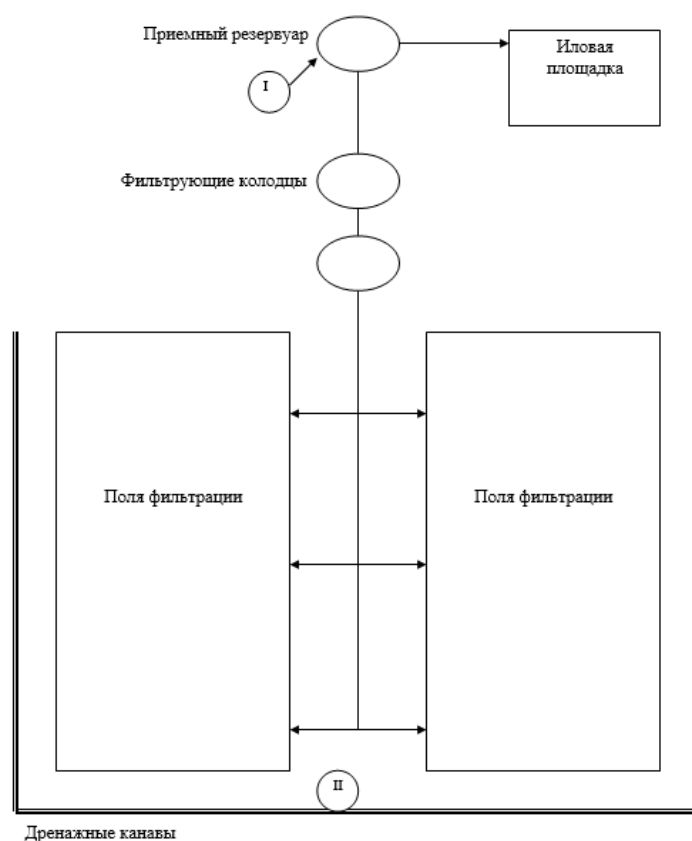 Приемный резервуар
Иловая
площадка
I
Фильтрующие колодцы
Поля фильтрации
Поля фильтрации
II
Дренажные канавы